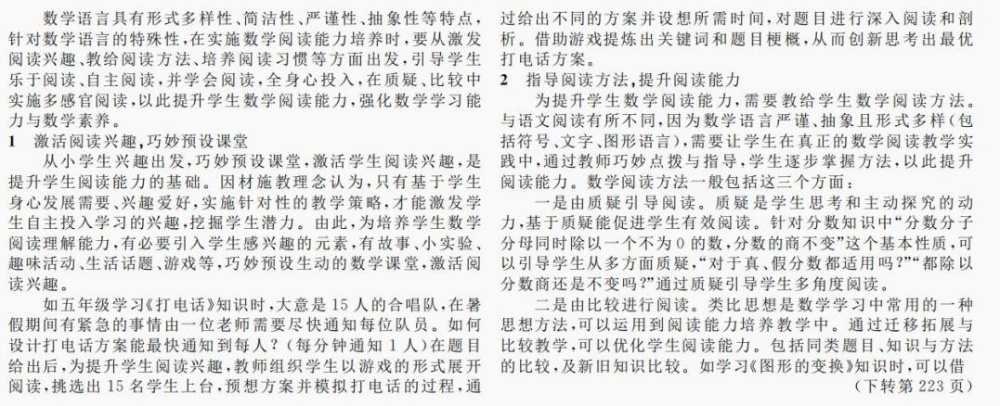 数学语言具有形式多样性、简洁性、严谨性、抽象性等特点，
针对数学语言的特殊性，在实施数学阅读能力培养时，要从激发
阅读兴趣、教给阅读方法、培养阅读习惯等方面出发，引导学生
乐于阅读、自主阅读，并学会阅读，全身心投入，在质疑、比较中
实施多感官阅读，以此提升学生数学阅读能力，强化数学学习能
力与数学素养。
1 激活阅读兴趣，巧妙预设课堂
从小学生兴趣出发，巧妙预设课堂，激活学生阅读兴趣，是
提升学生阅读能力的基础。因材施教理念认为，只有基于学生
身心发展需要、兴趣爱好，实施针对性的教学策略，才能激发学
生自主投入学习的兴趣，挖掘学生潜力。由此，为培养学生数学
阅读理解能力，有必要引入学生感兴趣的元素，有故事、小实验、
趣味活动、生活话题、游戏等，巧妙预设生动的数学课堂，激活阅
读兴趣。
如五年级学习《打电话》知识时，大意是 15 人的合唱队，在暑
假期间有紧急的事情由一位老师需要尽快通知每位队员。如何
设计打电话方案能最快通知到每人？（每分钟通知 1 人）在题目
给出后，为提升学生阅读兴趣，教师组织学生以游戏的形式展开
阅读，挑选出 15 名学生上台，预想方案并模拟打电话的过程，通
过给出不同的方案并设想所需时间，对题目进行深入阅读和剖
析。借助游戏提炼出关键词和题目梗概，从而创新思考出最优
打电话方案。
2 指导阅读方法，提升阅读能力
为提升学生数学阅读能力，需要教给学生数学阅读方法。
与语文阅读有所不同，因为数学语言严谨、抽象且形式多样（包
括符号、文字、图形语言），需要让学生在真正的数学阅读教学实
践中，通过教师巧妙点拨与指导，学生逐步掌握方法，以此提升
阅读能力。数学阅读方法一般包括这三个方面：
一是由质疑引导阅读。质疑是学生思考和主动探究的动
力，基于质疑能促进学生有效阅读。针对分数知识中“分数分子
分母同时除以一个不为 0 的数，分数的商不变”这个基本性质，可
以引导学生从多方面质疑，“对于真、假分数都适用吗？”“都除以
分数商还是不变吗？”通过质疑引导学生多角度阅读。
二是由比较进行阅读。类比思想是数学学习中常用的一种
思想方法，可以运用到阅读能力培养教学中。通过迁移拓展与
比较教学，可以优化学生阅读能力。包括同类题目、知识与方法
的比较，及新旧知识比较。如学习《图形的变换》知识时，可以借
（下转第 223 页）